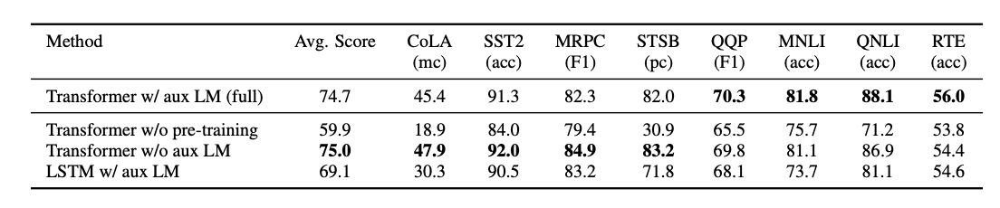 Method Avg. Score CoLA SST2 MRPC STSB QQP MNLI QNLI RTE
(mc) (acc) (F1) (pc) (F1) (acc) (acc) (acc)
Transformer w/ aux LM (full) 74.7 45.4 91.3 82.3 82.0 70.3 81.8 88.1 56.0
Transformer w/o pre-training 59.9 18.9 84.0 79.4 30.9 65.5 75.7 71.2 53.8
Transformer w/o aux LM 75.0 47.9 92.0 84.9 83.2 69.8 81.1 86.9 54.4
LSTM w/ aux LM 69.1 30.3 90.5 83.2 71.8 68.1 73.7 81.1 54.6